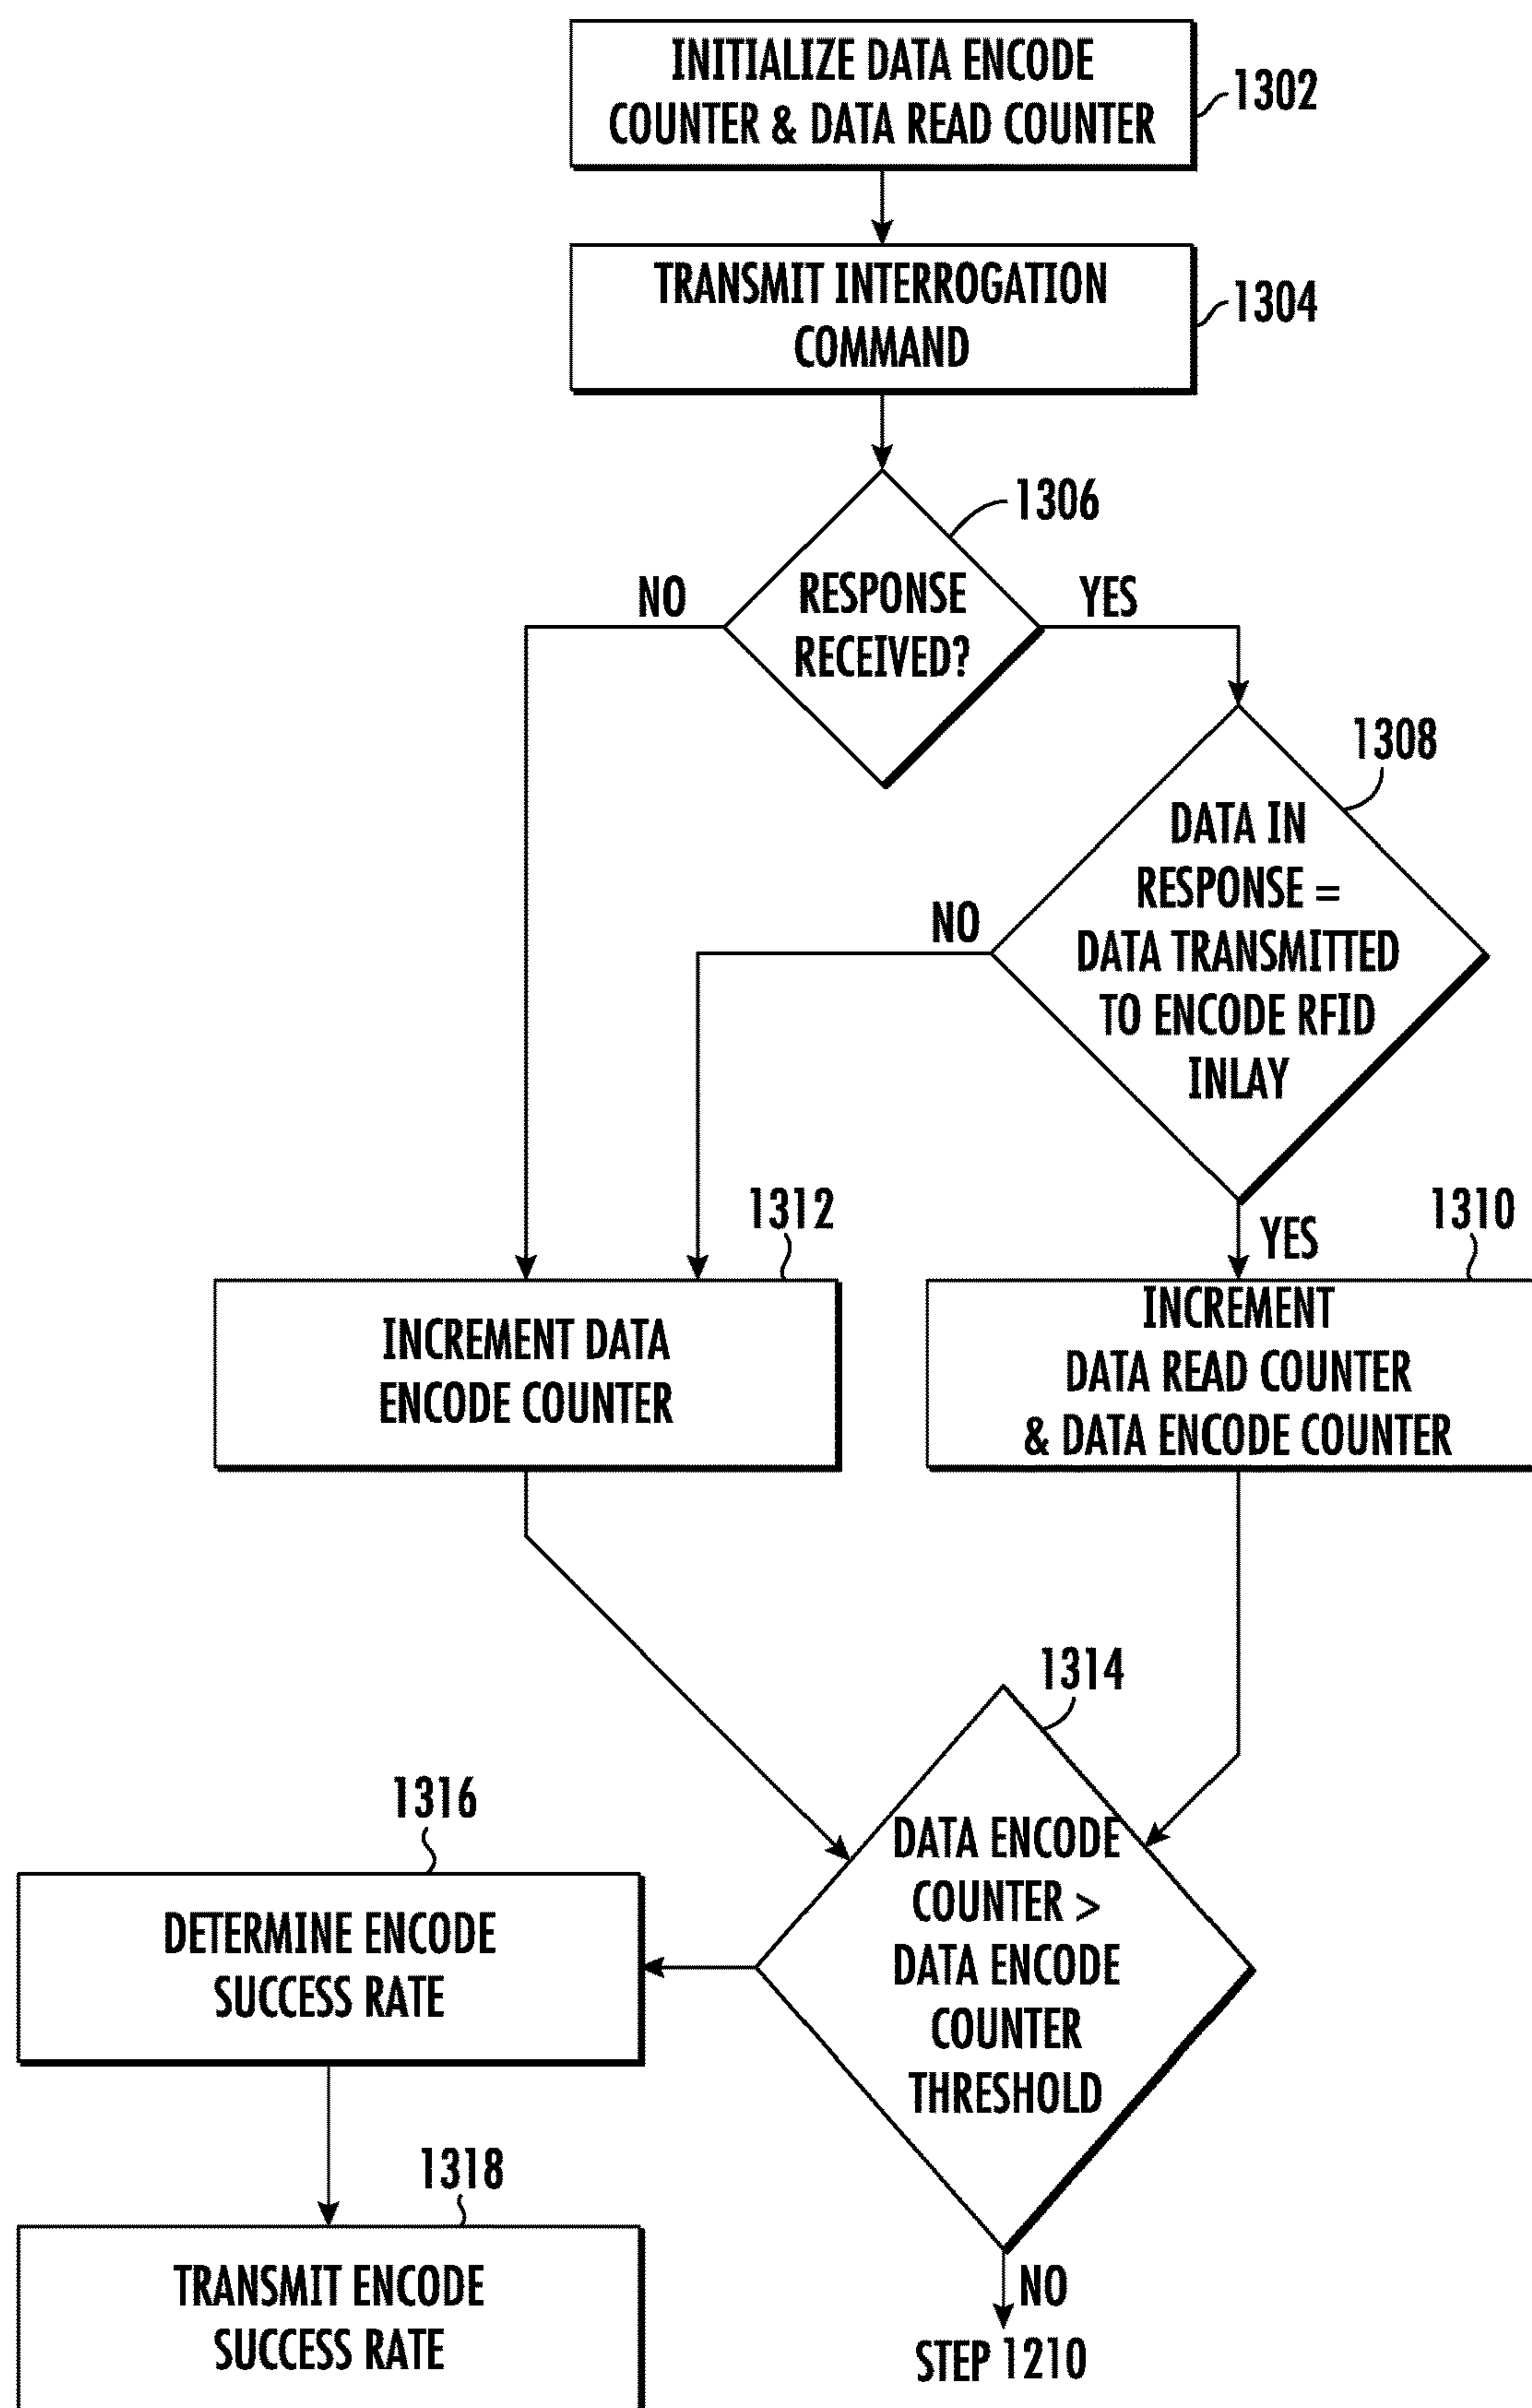 INITIALIZE DATA ENCODE
COUNTER & DATA READ COUNTER
1302
TRANSMIT INTERROGATION
COMMAND
1304
1306
RESPONSE
RECEIVED?
NO
YES
1308
DATA IN
RESPONSE =
DATA TRANSMITTED
TO ENCODE RFID
INLAY
NO
YES
1312
INCREMENT DATA
ENCODE COUNTER
1310
INCREMENT
DATA READ COUNTER
& DATA ENCODE COUNTER
1314
DATA ENCODE
COUNTER >
DATA ENCODE
COUNTER
THRESHOLD
1316
DETERMINE ENCODE
SUCCESS RATE
1318
TRANSMIT ENCODE
SUCCESS RATE
NO
STEP 1210